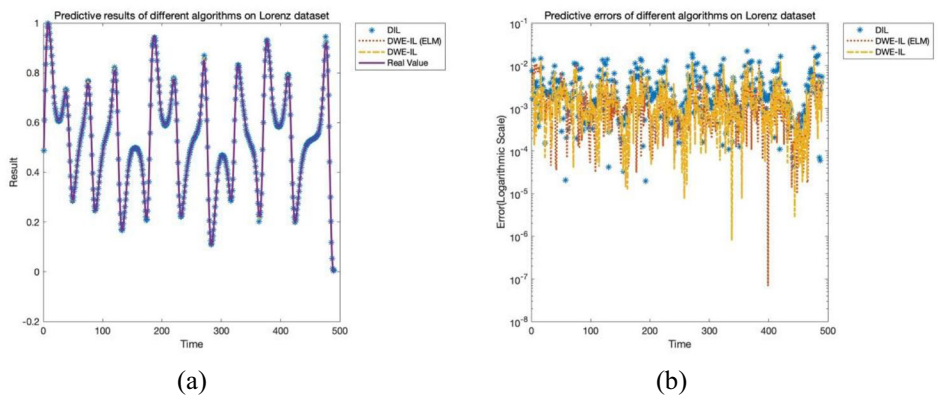 Predictive results of different algorithms on Lorenz dataset
DIL
DWE-IL (ELM)
DWE-IL
Real Value
1
0.8
0.6
0.4
0.2
0
-0.2
Result
0
100
200
300
400
500
Time
(a)
Predictive errors of different algorithms on Lorenz dataset
DIL
DWE-IL (ELM)
DWE-IL
10^-1
10^-2
10^-3
10^-4
10^-5
10^-6
10^-7
10^-8
Error(Logarithmic Scale)
0
100
200
300
400
500
Time
(b)